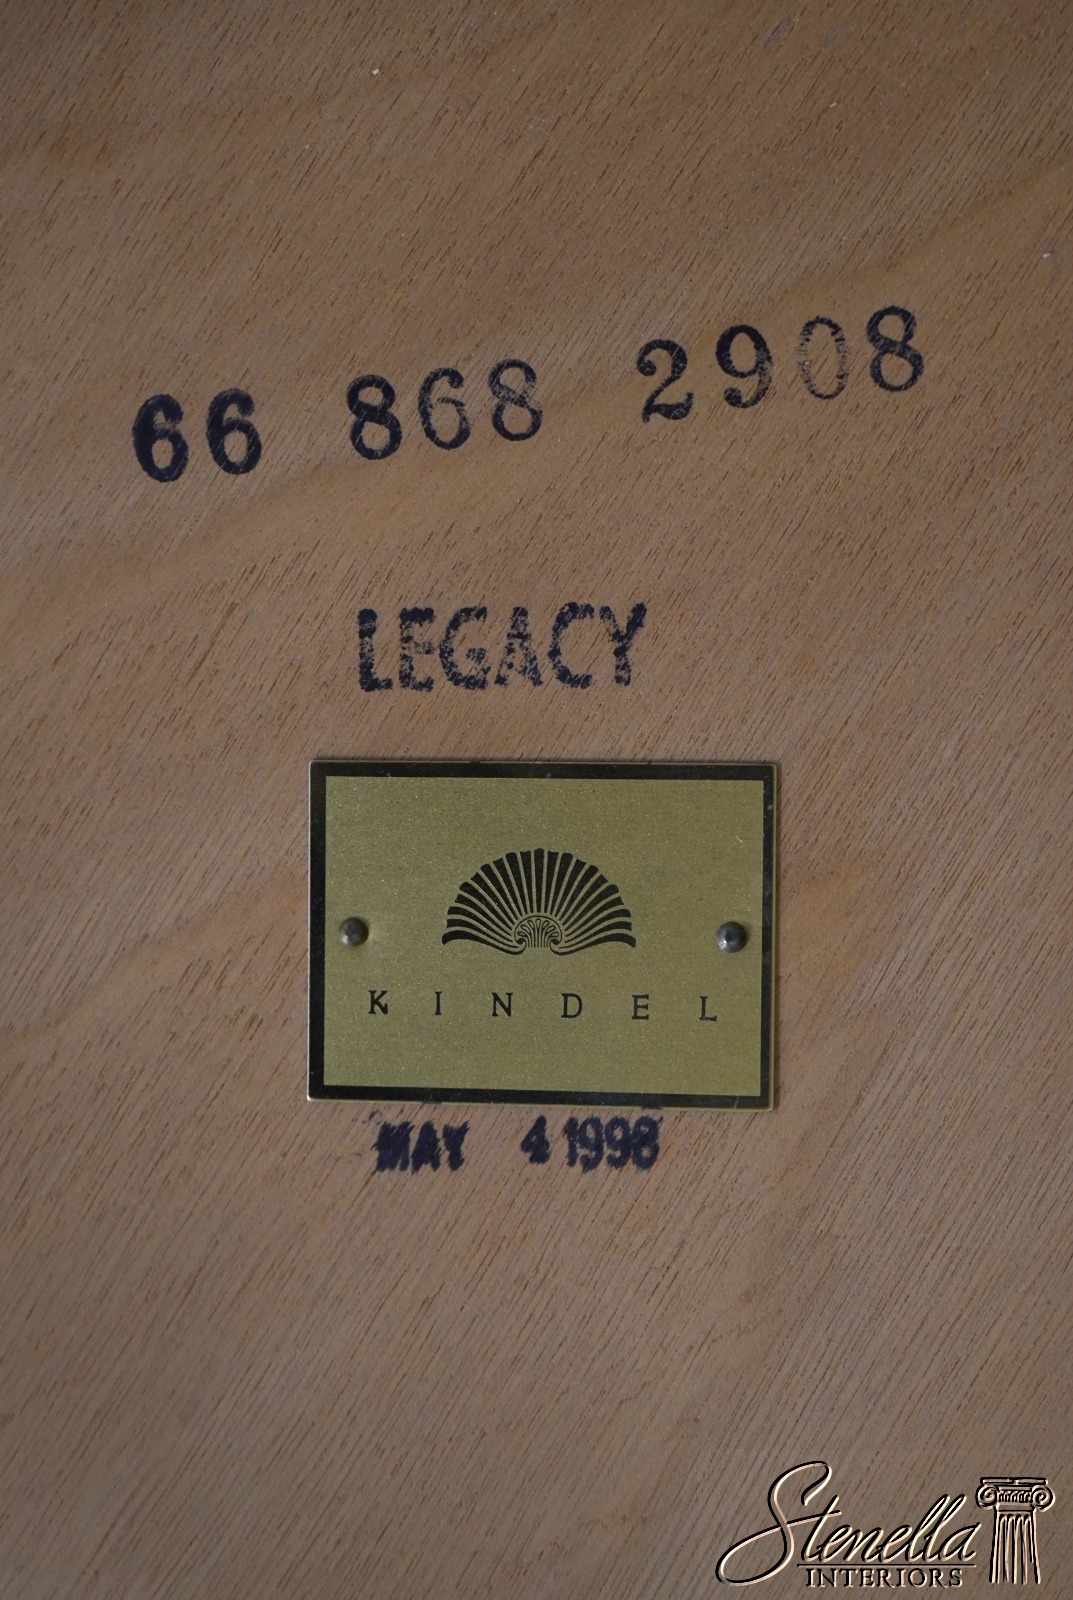 66 868 2908
LEGACY
KINDEL
MAY 4 1998
Stenella
INTERIORS